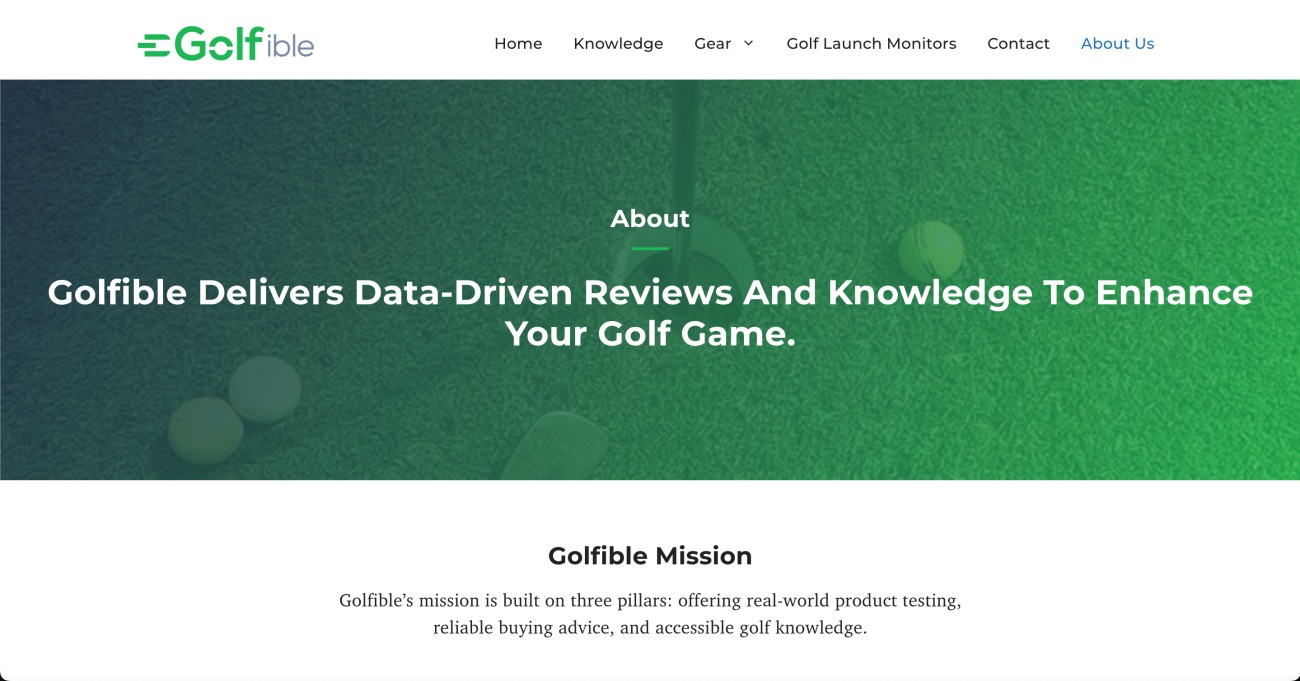 Golfible
Home Knowledge Gear Golf Launch Monitors Contact About Us
About
Golfible Delivers Data-Driven Reviews And Knowledge To Enhance
Your Golf Game.
Golfible Mission
Golfible’s mission is built on three pillars: offering real-world product testing,
reliable buying advice, and accessible golf knowledge.